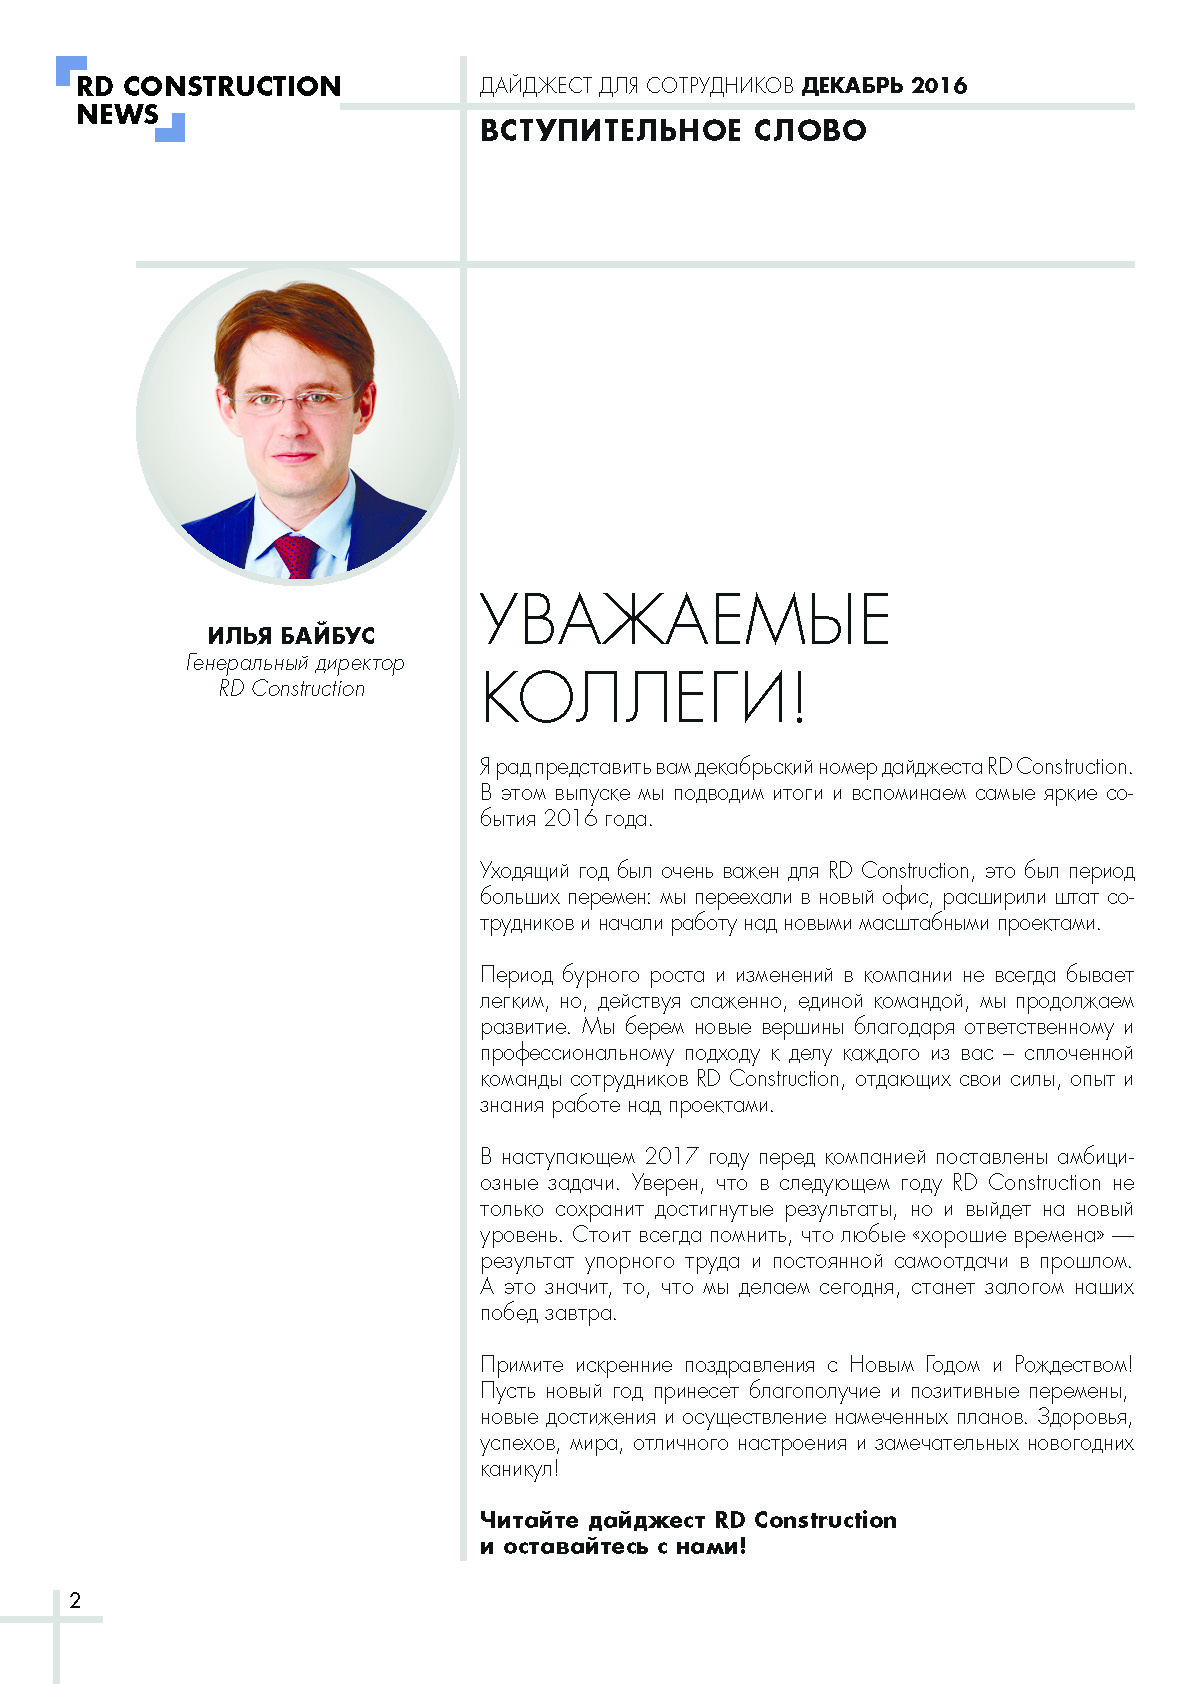 RD CONSTRUCTION
NEWS
ДАЙДЖЕСТ ДЛЯ СОТРУДНИКОВ ДЕКАБРЬ 2016
ВСТУПИТЕЛЬНОЕ СЛОВО
ИЛЬЯ БАЙБУС
Генеральный директор
RD Construction
УВАЖАЕМЫЕ
КОЛЛЕГИ!
Я рад представить вам декабрьский номер дайджеста RD Construction.
В этом выпуске мы подводим итоги и вспоминаем самые яркие со-
бытия 2016 года.
Уходящий год был очень важен для RD Construction, это был период
больших перемен: мы переехали в новый офис, расширили штат со-
трудников и начали работу над новыми масштабными проектами.
Период бурного роста и изменений в компании не всегда бывает
легким, но, действуя слаженно, единой командой, мы продолжаем
развитие. Мы берем новые вершины благодаря ответственному и
профессиональному подходу к делу каждого из вас – сплоченной
команды сотрудников RD Construction, отдающих свои силы, опыт и
знания работе над проектами.
В наступающем 2017 году перед компанией поставлены амбици-
озные задачи. Уверен, что в следующем году RD Construction не
только сохранит достигнутые результаты, но и выйдет на новый
уровень. Стоит всегда помнить, что любые «хорошие времена» —
результат упорного труда и постоянной самоотдачи в прошлом.
А это значит, то, что мы делаем сегодня, станет залогом наших
побед завтра.
Примите искренние поздравления с Новым Годом и Рождеством!
Пусть новый год принесет благополучие и позитивные перемены,
новые достижения и осуществление намеченных планов. Здоровья,
успехов, мира, отличного настроения и замечательных новогодних
каникул!
Читайте дайджест RD Construction
и оставайтесь с нами!
2